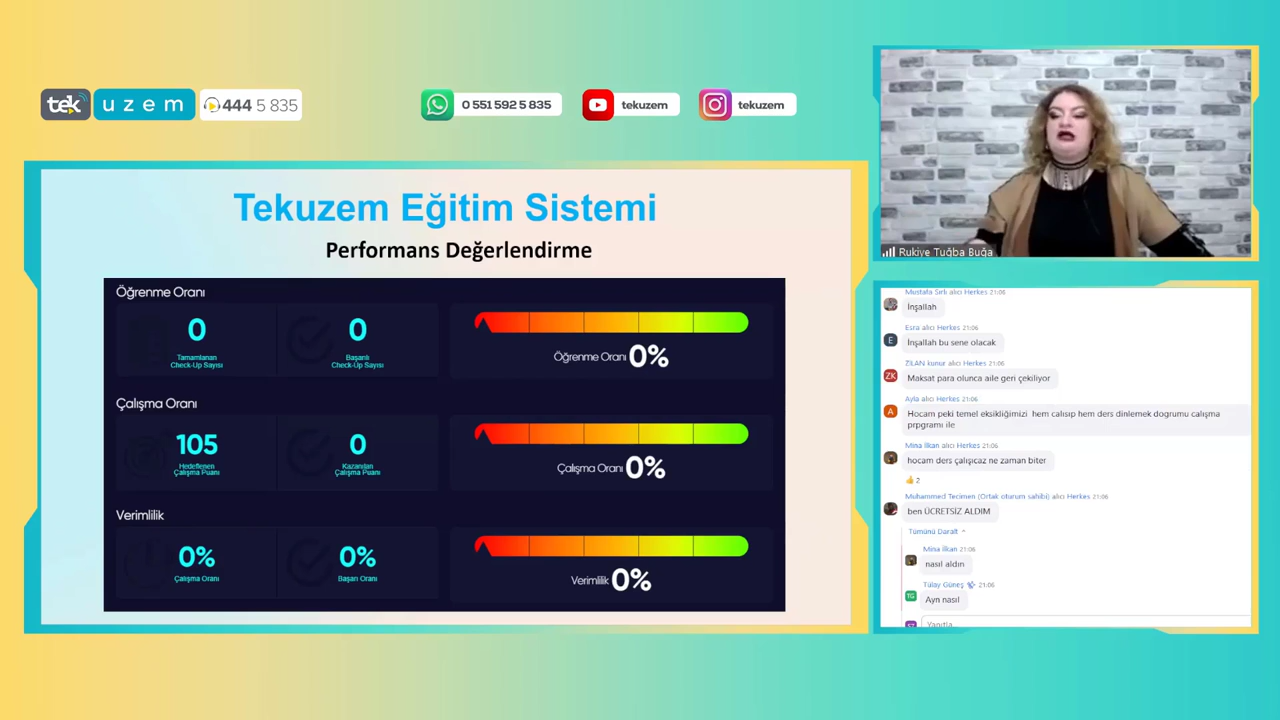 tek uzem 444 5 835
0 551 592 5 835
tekuzem
tekuzem
Tekuzem Eğitim Sistemi
Performans Değerlendirme
Öğrenme Oranı
0
Tamamlanan
Check-Up Sayısı
0
Başarılı
Check-Up Sayısı
Öğrenme Oranı 0%
Çalışma Oranı
105
Hedeflenen
Çalışma Puanı
0
Kazanılan
Çalışma Puanı
Çalışma Oranı 0%
Verimlilik
0%
Çalışma Oranı
0%
Başarı Oranı
Verimlilik 0%
Rukiye Tuğba Buğa
Mustafa Sırlı alıcı Herkes 21:06
İnşallah
Esra alıcı Herkes 21:06
E
İnşallah bu sene olacak
ZİLAN kunur alıcı Herkes 21:06
ZK
Maksat para olunca aile geri çekiliyor
Ayla alıcı Herkes 21:06
A
Hocam peki temel eksikliğimizi hem calısıp hem ders dinlemek dogrumu calışma
prpgramı ile
Mina İlkan alıcı Herkes 21:06
hocam ders çalışıcaz ne zaman biter
2
Muhammed Tecimen (Ortak oturum sahibi) alıcı Herkes 21:06
ben ÜCRETSİZ ALDIM
Tümünü Daralt
Mina İlkan 21:06
nasıl aldın
Tülay Güneş 21:06
TG
Ayn nasıl
Yanıtla...